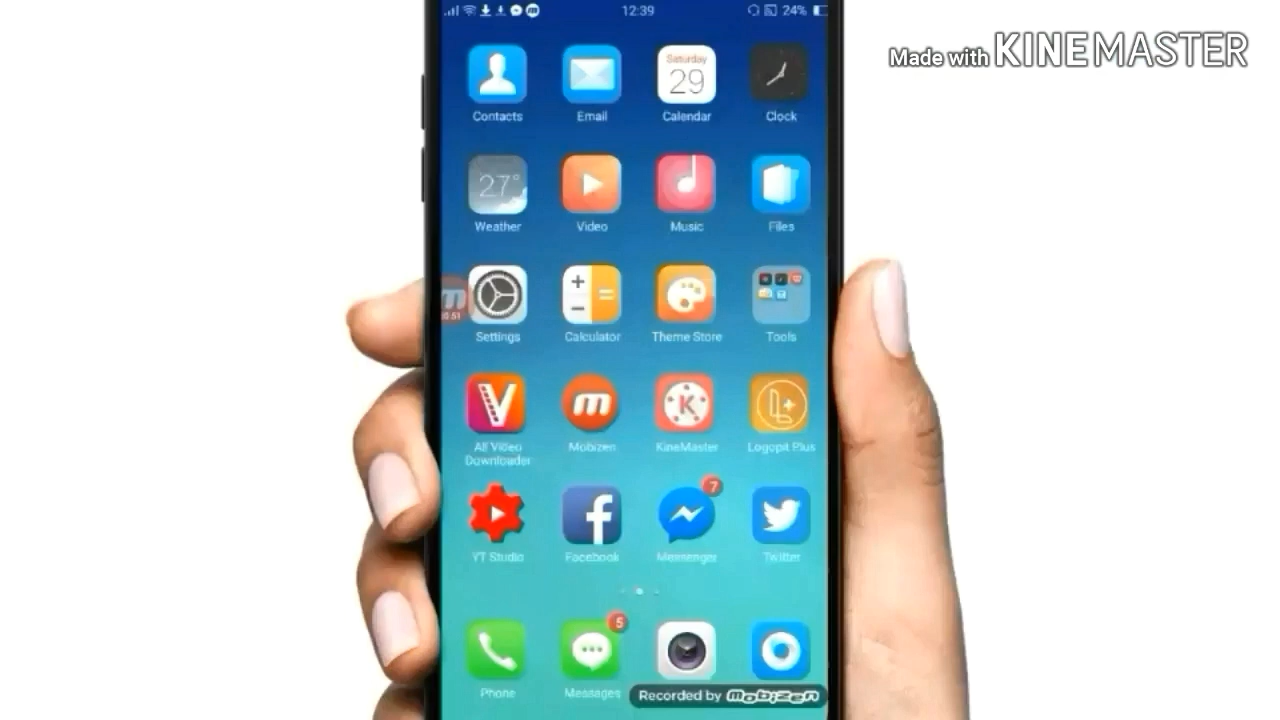 12:39
24%
Made with KINEMASTER
Saturday
29
Contacts
Email
Calendar
Clock
27°
Weather
Video
Music
Files
m
00:51
Settings
Calculator
Theme Store
Tools
V
m
K
L+
All Video
Downloader
Mobizen
KineMaster
Logopit Plus
7
f
YT Studio
Facebook
Messenger
Twitter
5
Phone
Messages
Recorded by mobizen